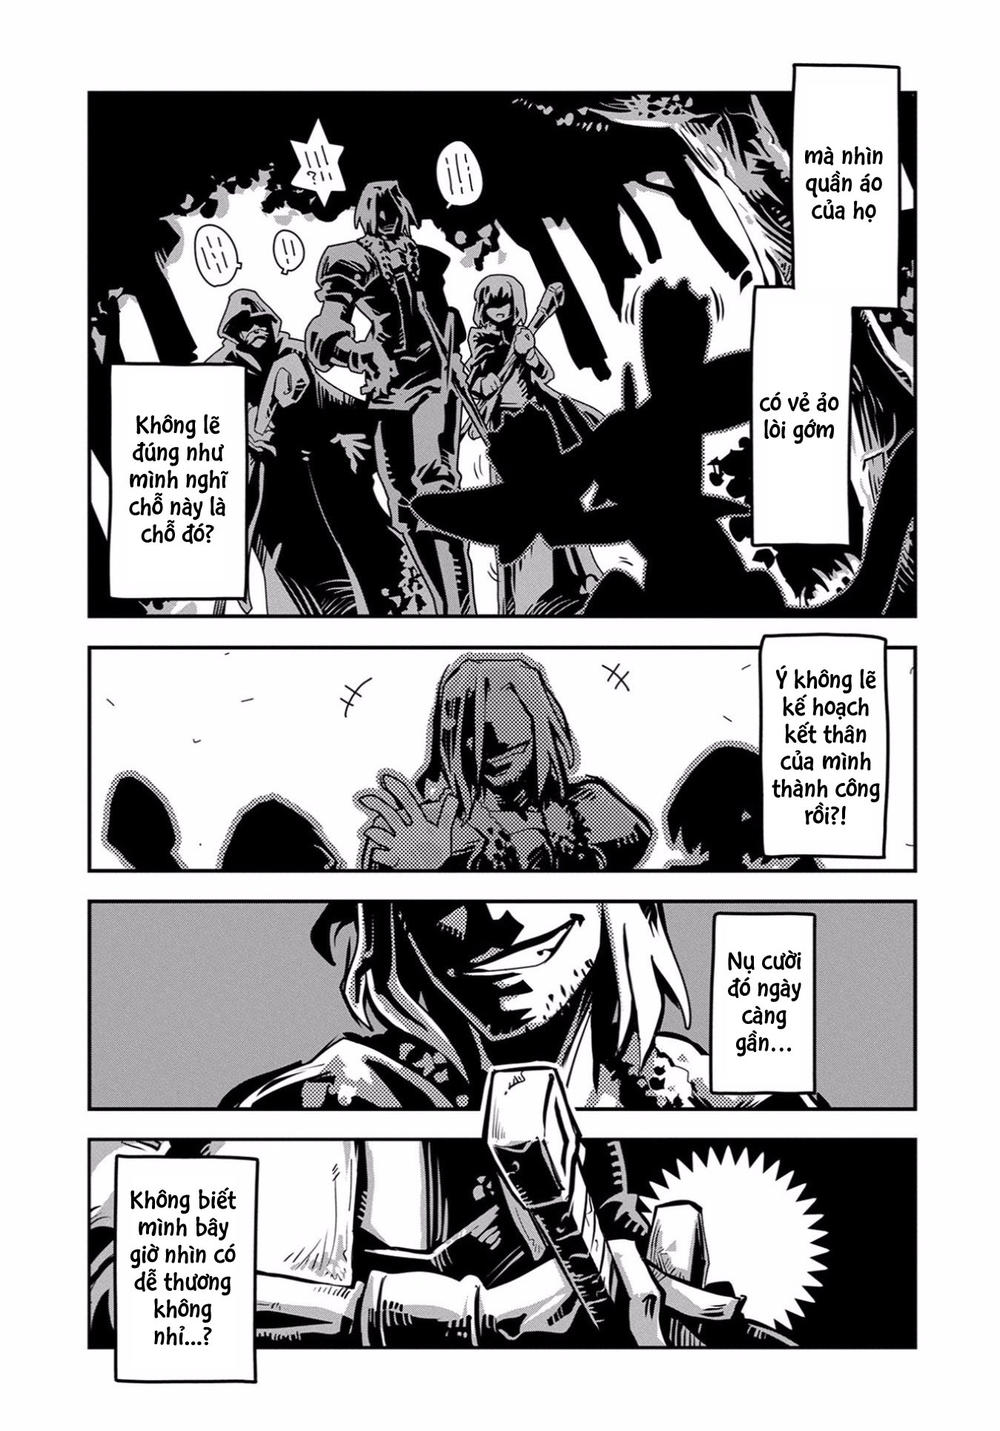 mà nhìn
quần áo
của họ
có vẻ ảo
lòi gớm
Không lẽ
đúng như
mình nghĩ
chỗ này là
chỗ đó?
Ý không lẽ
kế hoạch
kết thân
của mình
thành công
rồi?!
Nụ cười
đó ngày
càng
gần...
Không biết
mình bây
giờ nhìn có
dễ thương
không
nhỉ...?